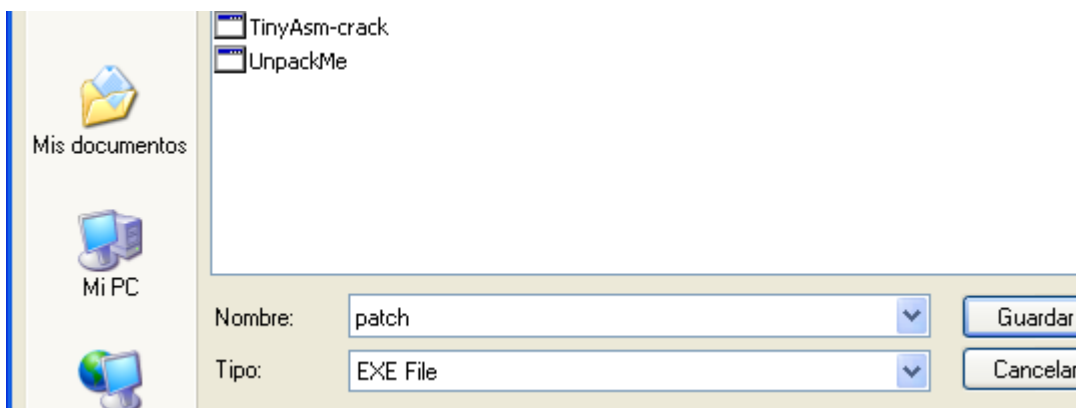 TinyAsm-crack
UnpackMe
Mis documentos
Mi PC
Nombre: patch Guardar
Tipo: EXE File Cancelar